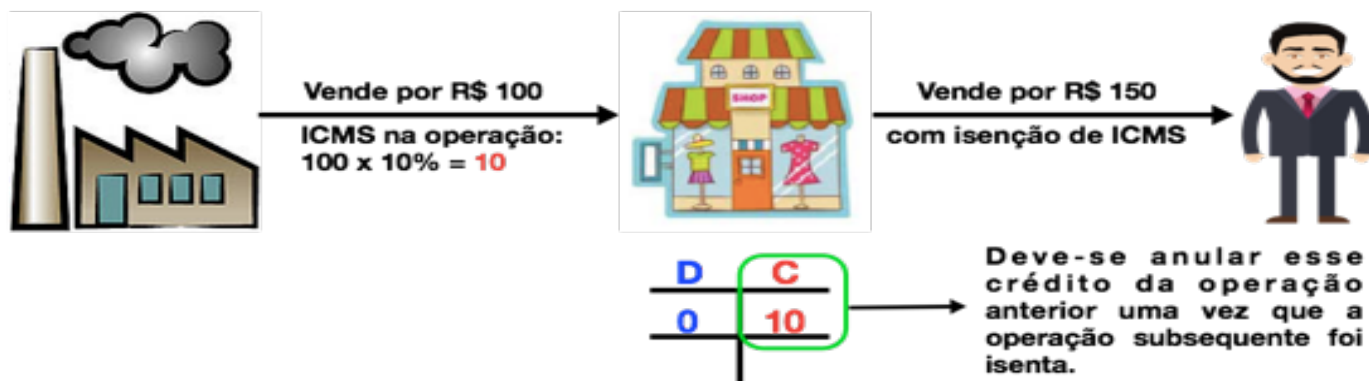 Vende por R$ 100
ICMS na operação:
100 x 10% = 10
SHOP
Vende por R$ 150
com isenção de ICMS
D C
0 10
Deve-se anular esse
crédito da operação
anterior uma vez que a
operação subsequente foi
isenta.